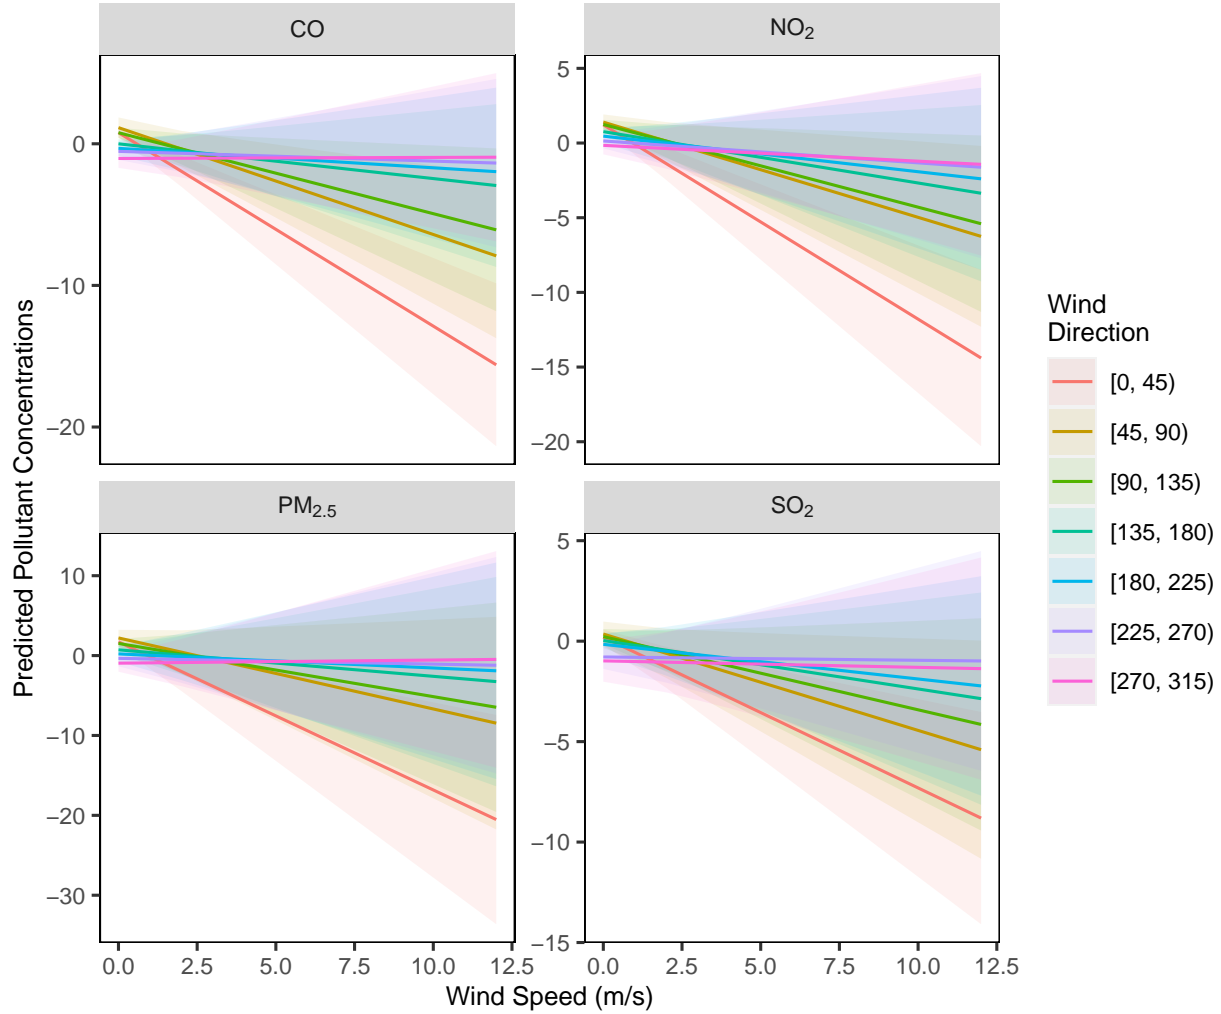 CO
NO₂
0
−10
−20
5
0
−5
−10
−15
−20
PM₂.₅
SO₂
10
0
−10
−20
−30
5
0
−5
−10
−15
0.0 2.5 5.0 7.5 10.0 12.5
0.0 2.5 5.0 7.5 10.0 12.5
Wind Speed (m/s)
Predicted Pollutant Concentrations
Wind
Direction
[0, 45)
[45, 90)
[90, 135)
[135, 180)
[180, 225)
[225, 270)
[270, 315)